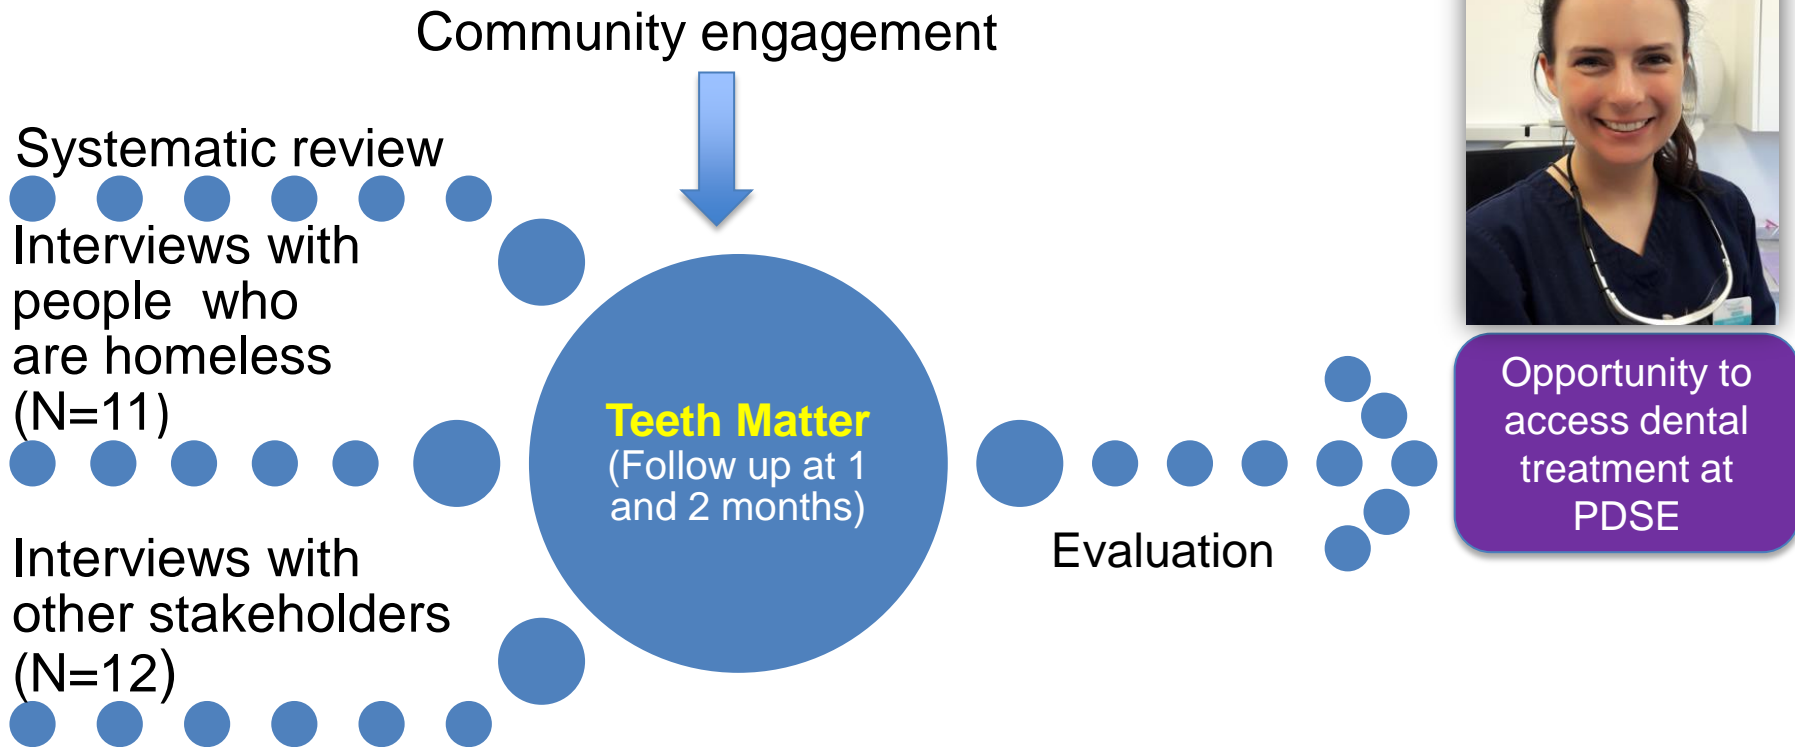 Community engagement
Systematic review
Interviews with
people who
are homeless
(N=11)
Interviews with
other stakeholders
(N=12)
Teeth Matter
(Follow up at 1
and 2 months)
Evaluation
Opportunity to
access dental
treatment at
PDSE